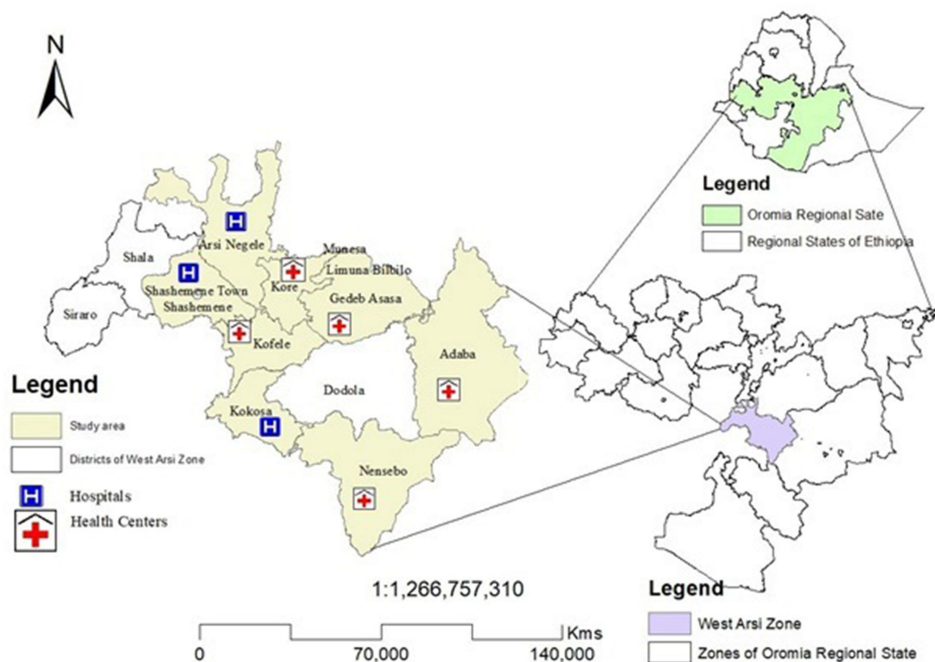 N
Legend
Oromia Regional Sate
Regional States of Ethiopia
Arsi Negele
Munesa
Shala
Limuna Bilbilo
Kore
Shashemene Town
Gedeb Asasa
Shashemene
Siraro
Kofele
Adaba
Dodola
Kokosa
Nensebo
Legend
Study area
Districts of West Arsi Zone
H Hospitals
Health Centers
H
H
H
1:1,266,757,310
Kms
0 70,000 140,000
Legend
West Arsi Zone
Zones of Oromia Regional State